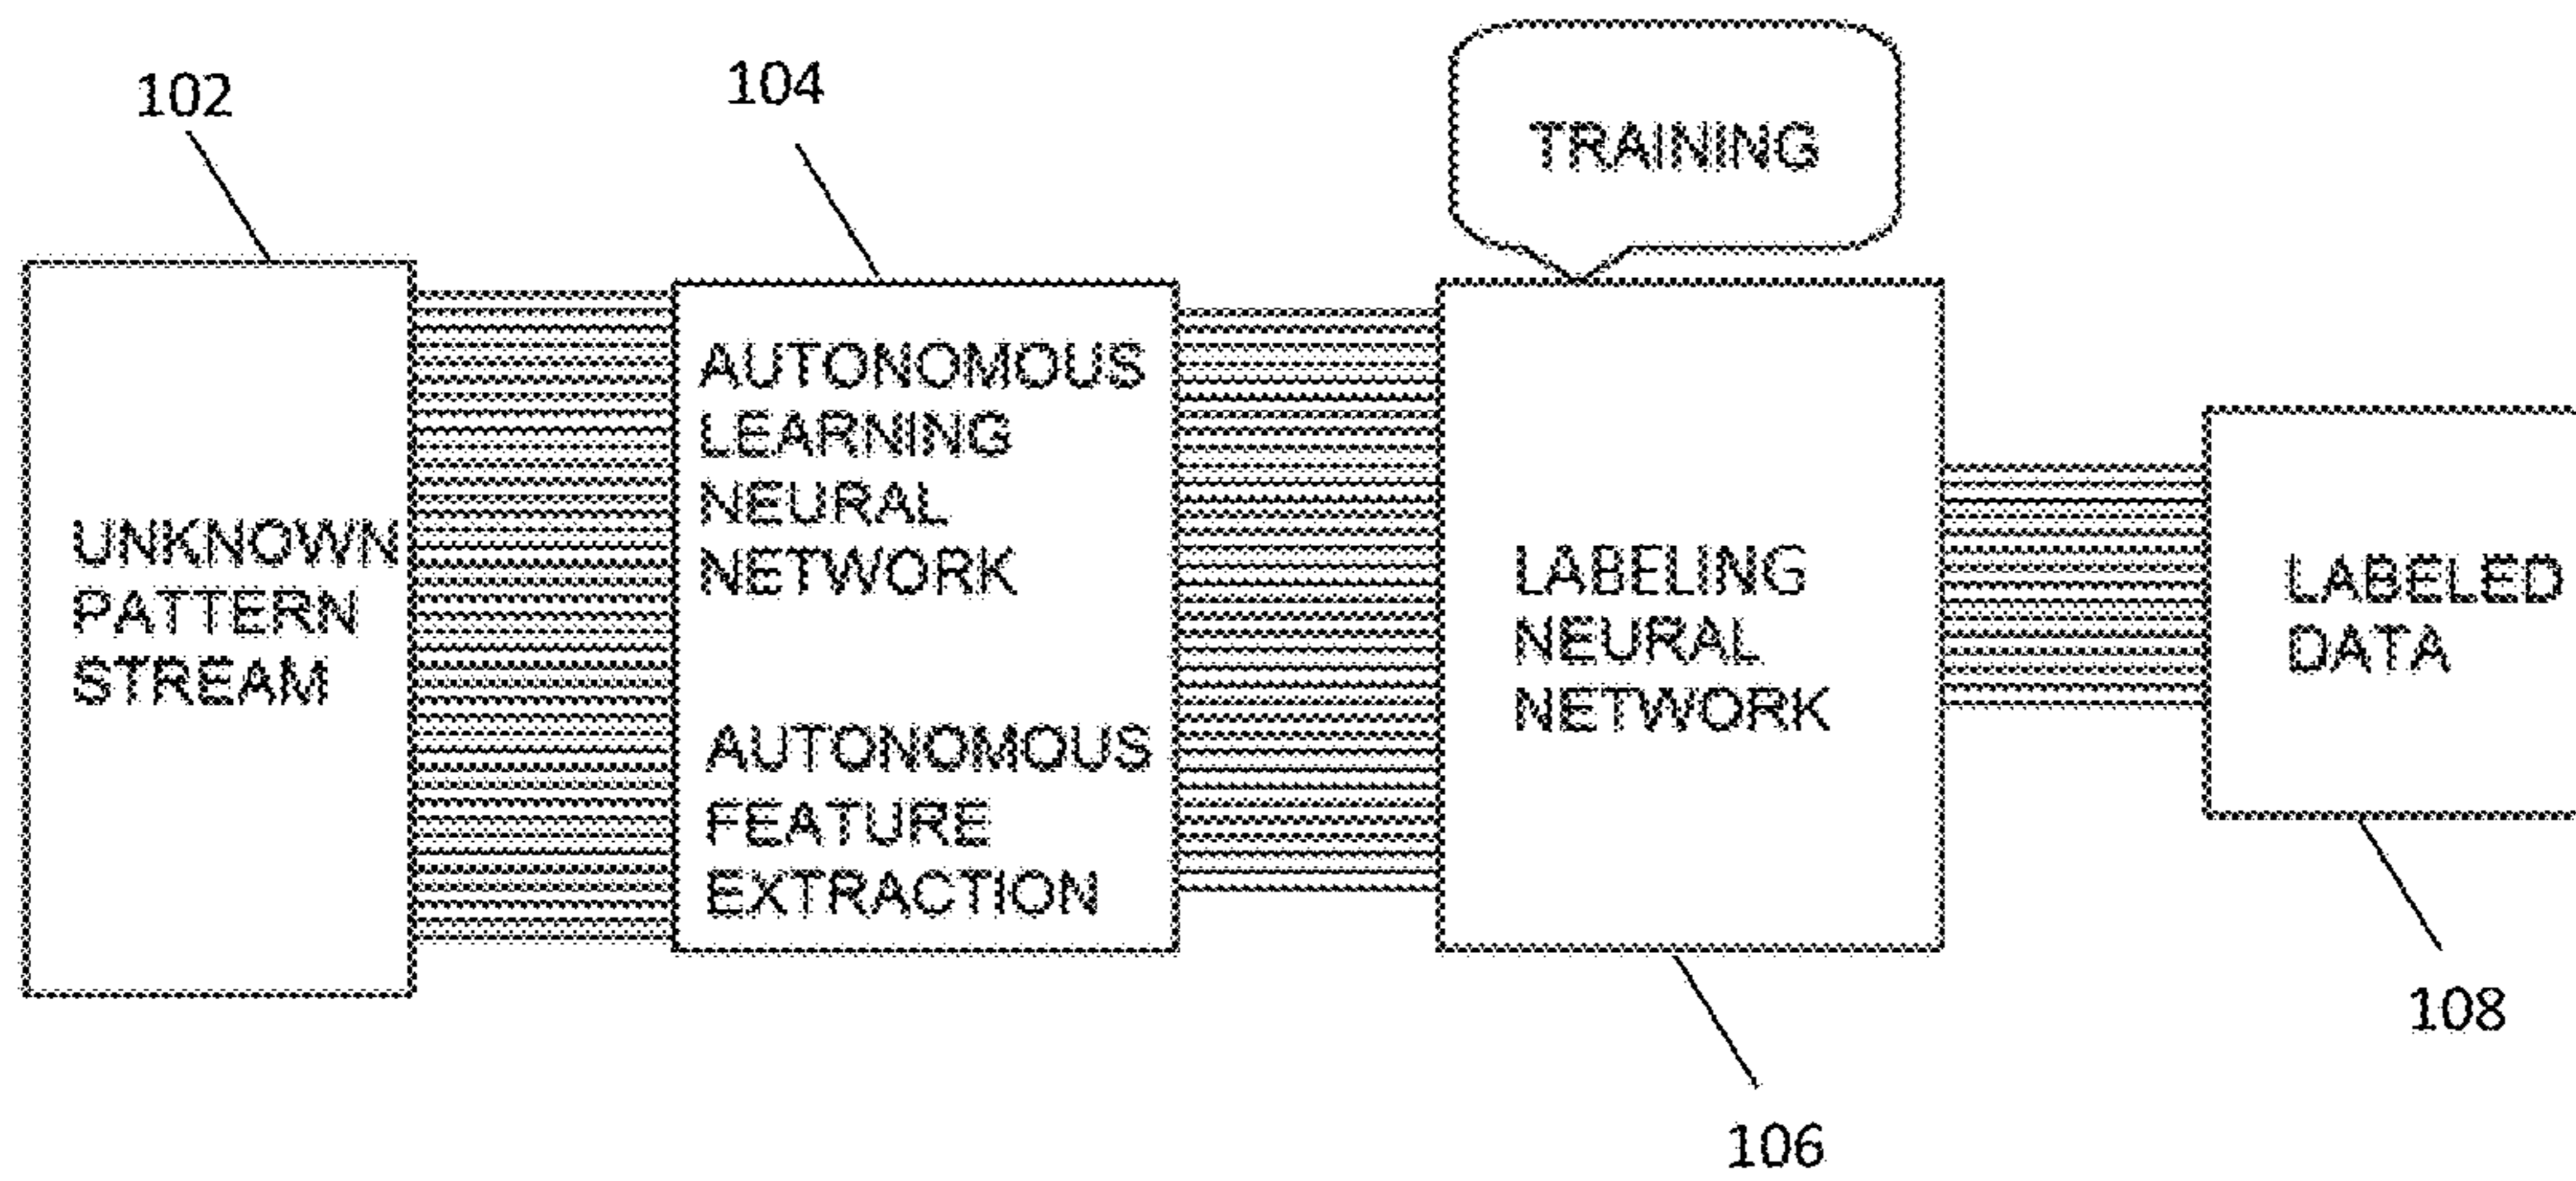 102
104
TRAINING
UNKNOWN
PATTERN
STREAM
AUTONOMOUS
LEARNING
NEURAL
NETWORK
AUTONOMOUS
FEATURE
EXTRACTION
LABELING
NEURAL
NETWORK
LABELED
DATA
108
106